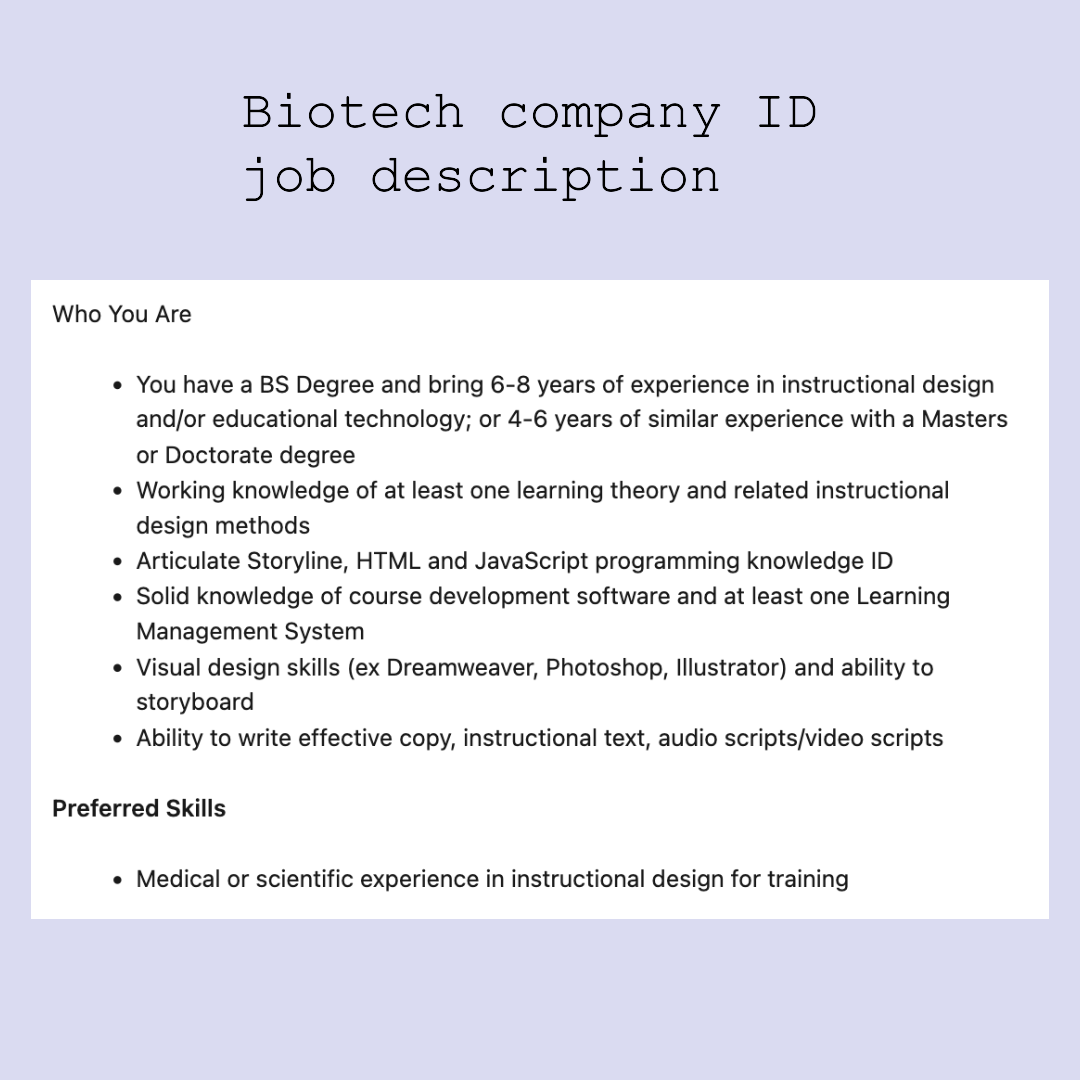 Biotech company ID
job description
Who You Are
• You have a BS Degree and bring 6-8 years of experience in instructional design
and/or educational technology; or 4-6 years of similar experience with a Masters
or Doctorate degree
• Working knowledge of at least one learning theory and related instructional
design methods
• Articulate Storyline, HTML and JavaScript programming knowledge ID
• Solid knowledge of course development software and at least one Learning
Management System
• Visual design skills (ex Dreamweaver, Photoshop, Illustrator) and ability to
storyboard
• Ability to write effective copy, instructional text, audio scripts/video scripts
Preferred Skills
• Medical or scientific experience in instructional design for training